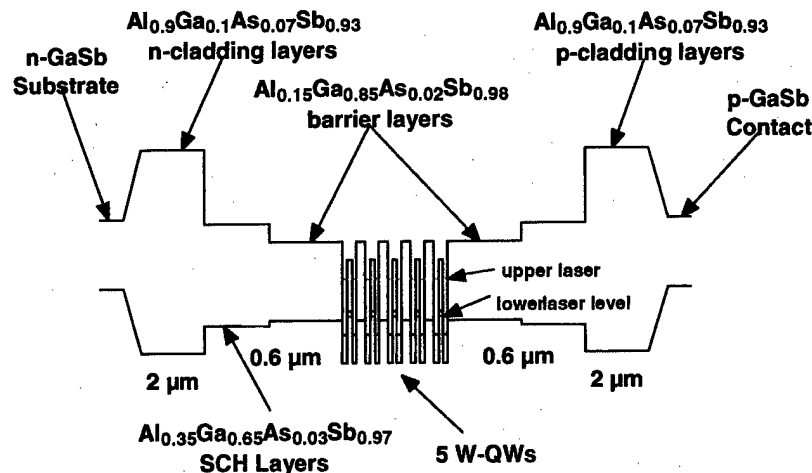 Al0.9Ga0.1As0.07Sb0.93
n-cladding layers
Al0.9Ga0.1As0.07Sb0.93
p-cladding layers
n-GaSb
Substrate
Al0.15Ga0.85As0.02Sb0.98
barrier layers
p-GaSb
Contact
upper laser
lowerlaser level
0.6 µm
0.6 µm
2 µm
2 µm
Al0.35Ga0.65As0.03Sb0.97
SCH Layers
5 W-QWs